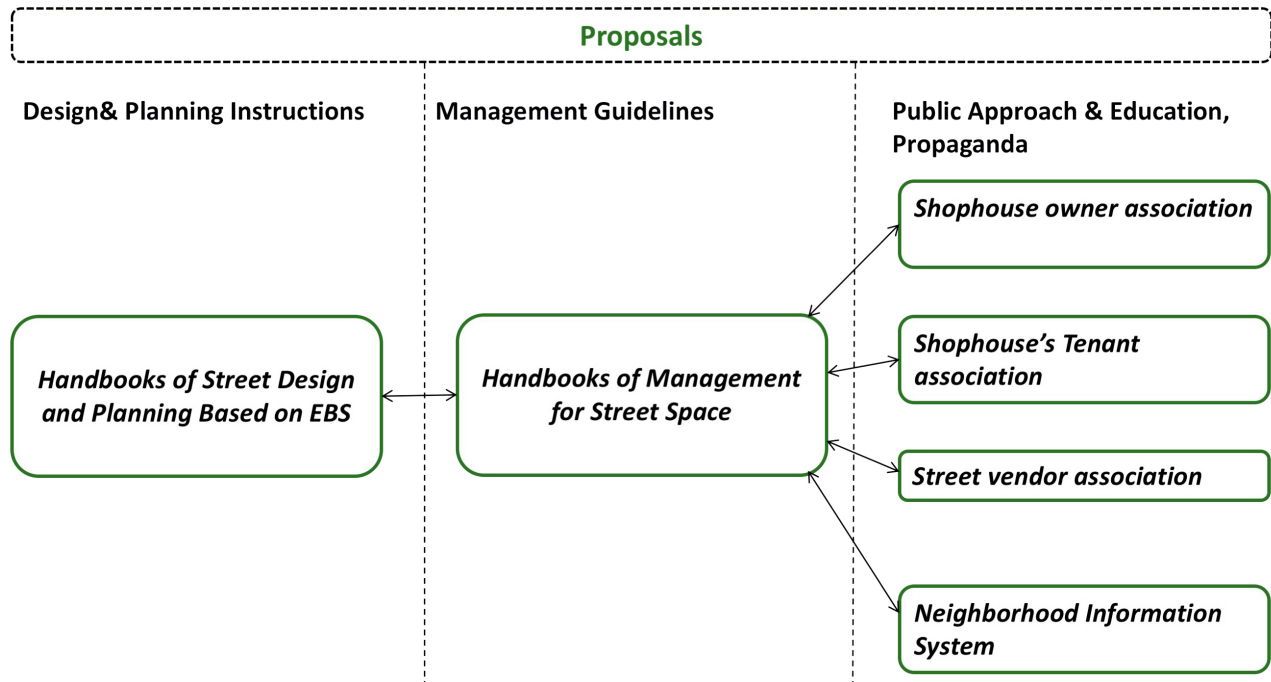 Proposals
Design& Planning Instructions
Management Guidelines
Public Approach & Education,
Propaganda
Handbooks of Street Design
and Planning Based on EBS
Handbooks of Management
for Street Space
Shophouse owner association
Shophouse’s Tenant
association
Street vendor association
Neighborhood Information
System